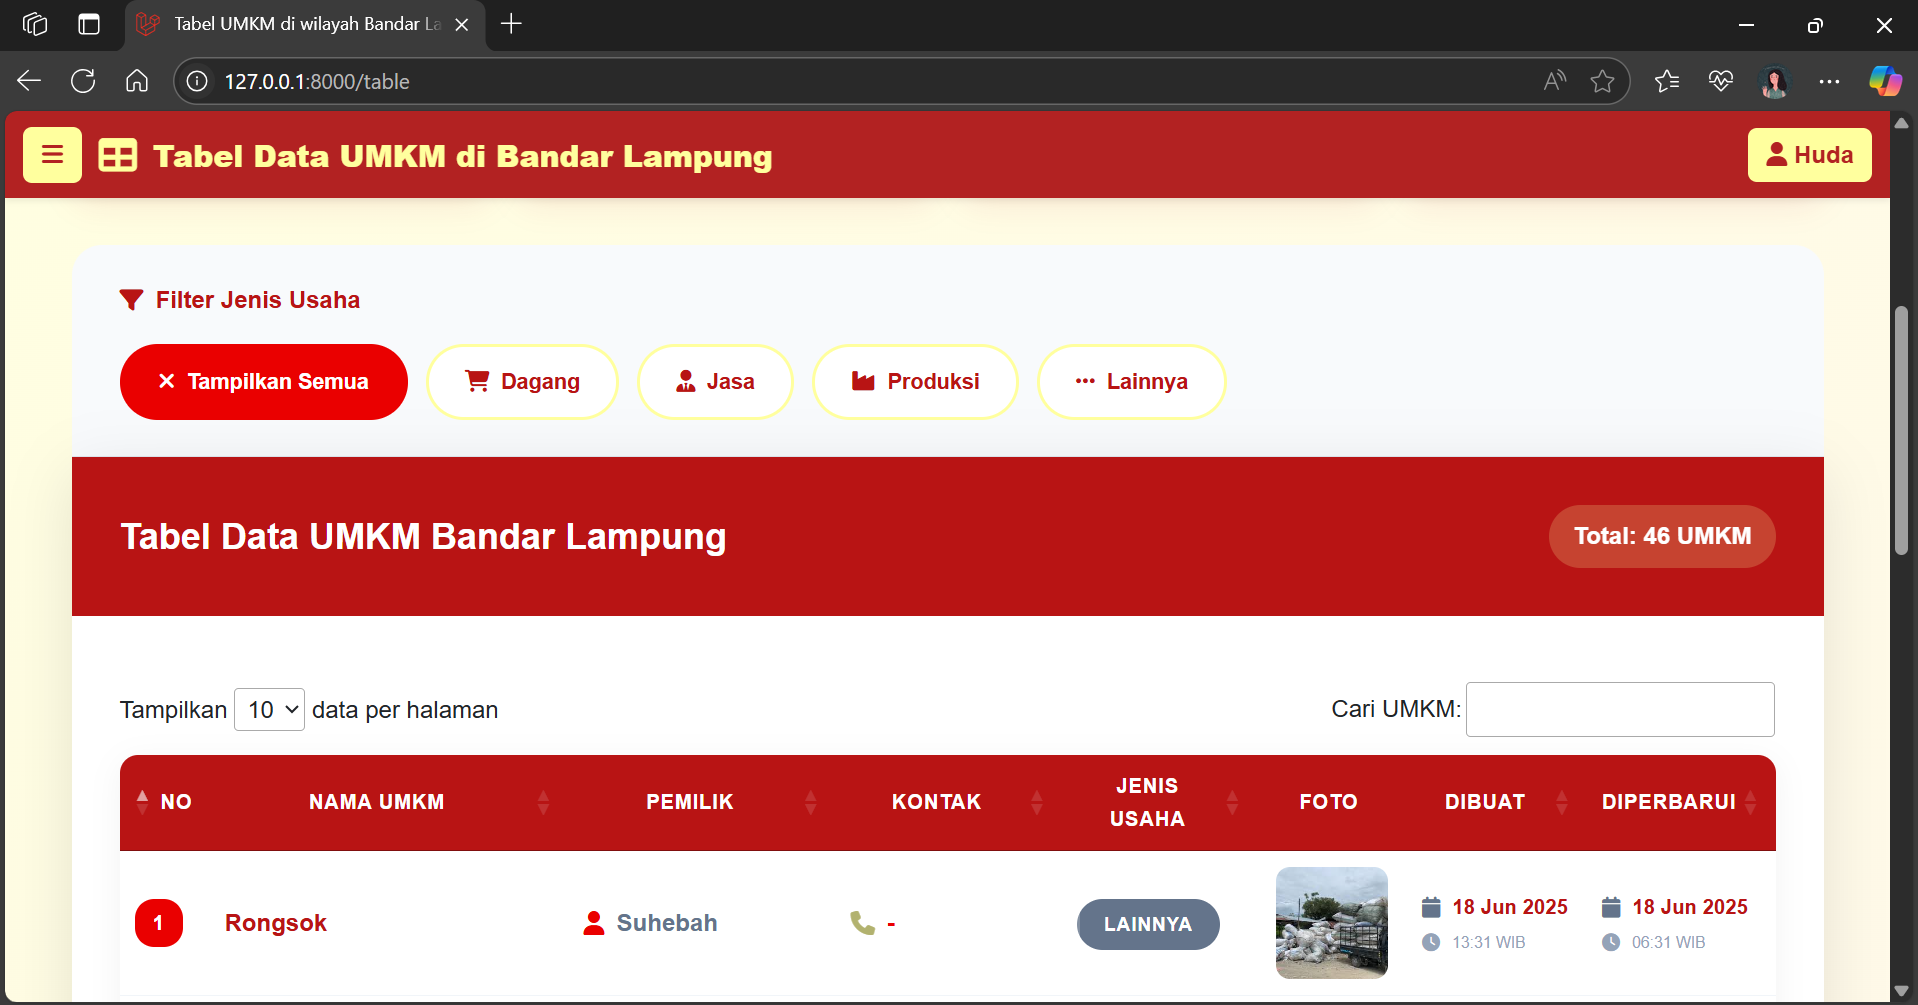 Tabel UMKM di wilayah Bandar La
127.0.0.1:8000/table
Tabel Data UMKM di Bandar Lampung
Huda
Filter Jenis Usaha
Tampilkan Semua
Dagang
Jasa
Produksi
Lainnya
Tabel Data UMKM Bandar Lampung
Total: 46 UMKM
Tampilkan 10 data per halaman
Cari UMKM:
NO
NAMA UMKM
PEMILIK
KONTAK
JENIS
USAHA
FOTO
DIBUAT
DIPERBARUI
1
Rongsok
Suhebah
-
LAINNYA
18 Jun 2025
13:31 WIB
18 Jun 2025
06:31 WIB